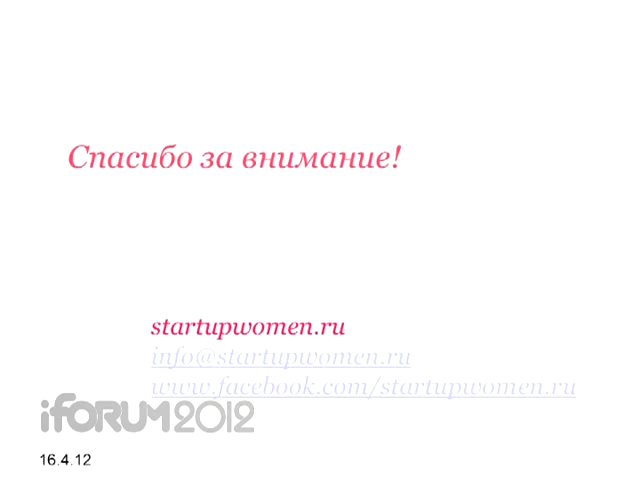 Спасибо за внимание!
startupwomen.ru
info@startupwomen.ru
www.facebook.com/startupwomen.ru
iFORUM2012
16.4.12